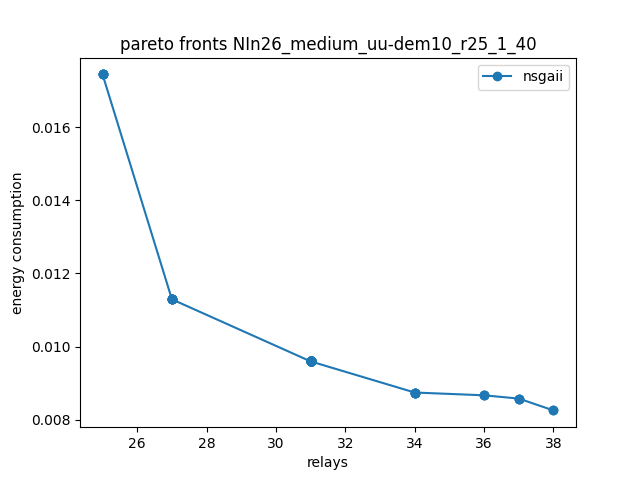 pareto fronts NIn26_medium_uu-dem10_r25_1_40
nsgaii
energy consumption
0.016
0.014
0.012
0.010
0.008
26 28 30 32 34 36 38
relays